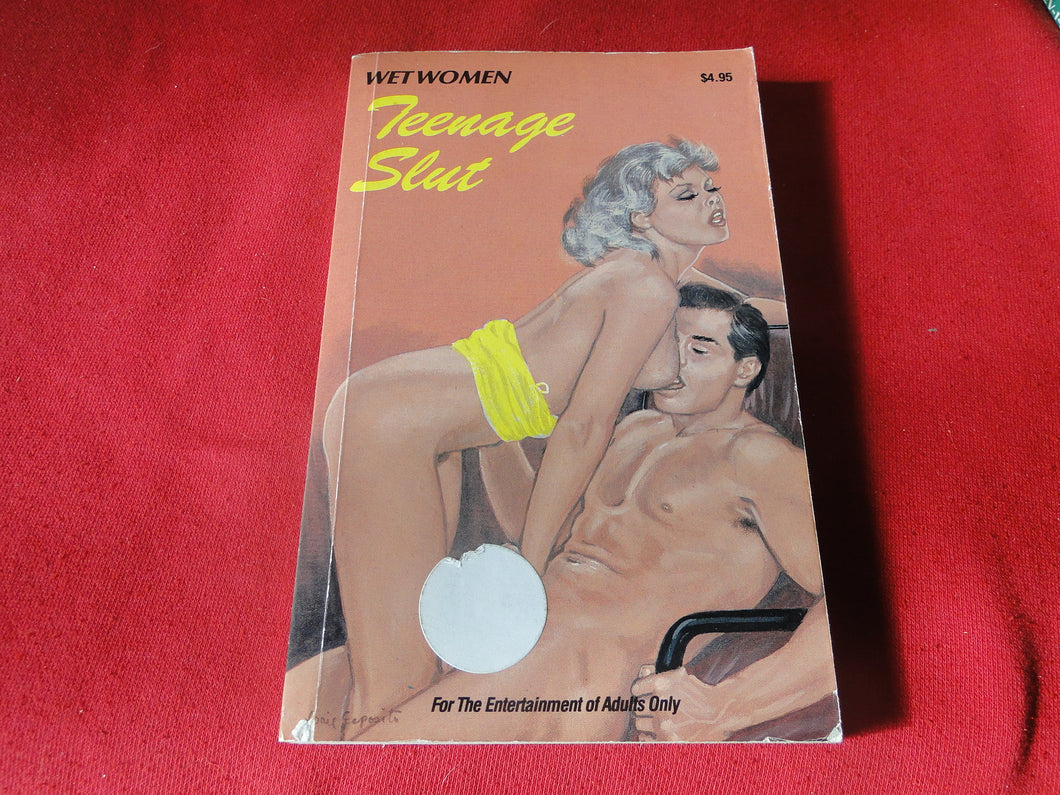 WET WOMEN
$4.95
Teenage
Slut
For The Entertainment of Adults Only